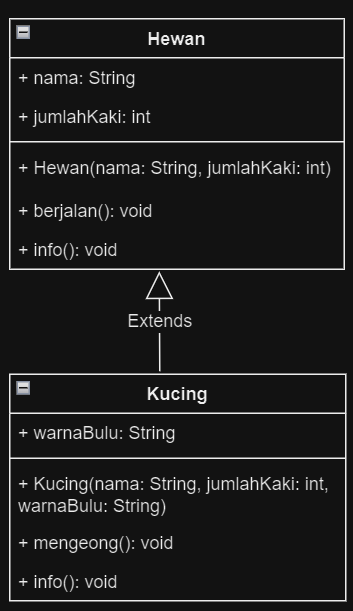 Hewan
+ nama: String
+ jumlahKaki: int
+ Hewan(nama: String, jumlahKaki: int)
+ berjalan(): void
+ info(): void
Extends
Kucing
+ warnaBulu: String
+ Kucing(nama: String, jumlahKaki: int,
warnaBulu: String)
+ mengeong(): void
+ info(): void